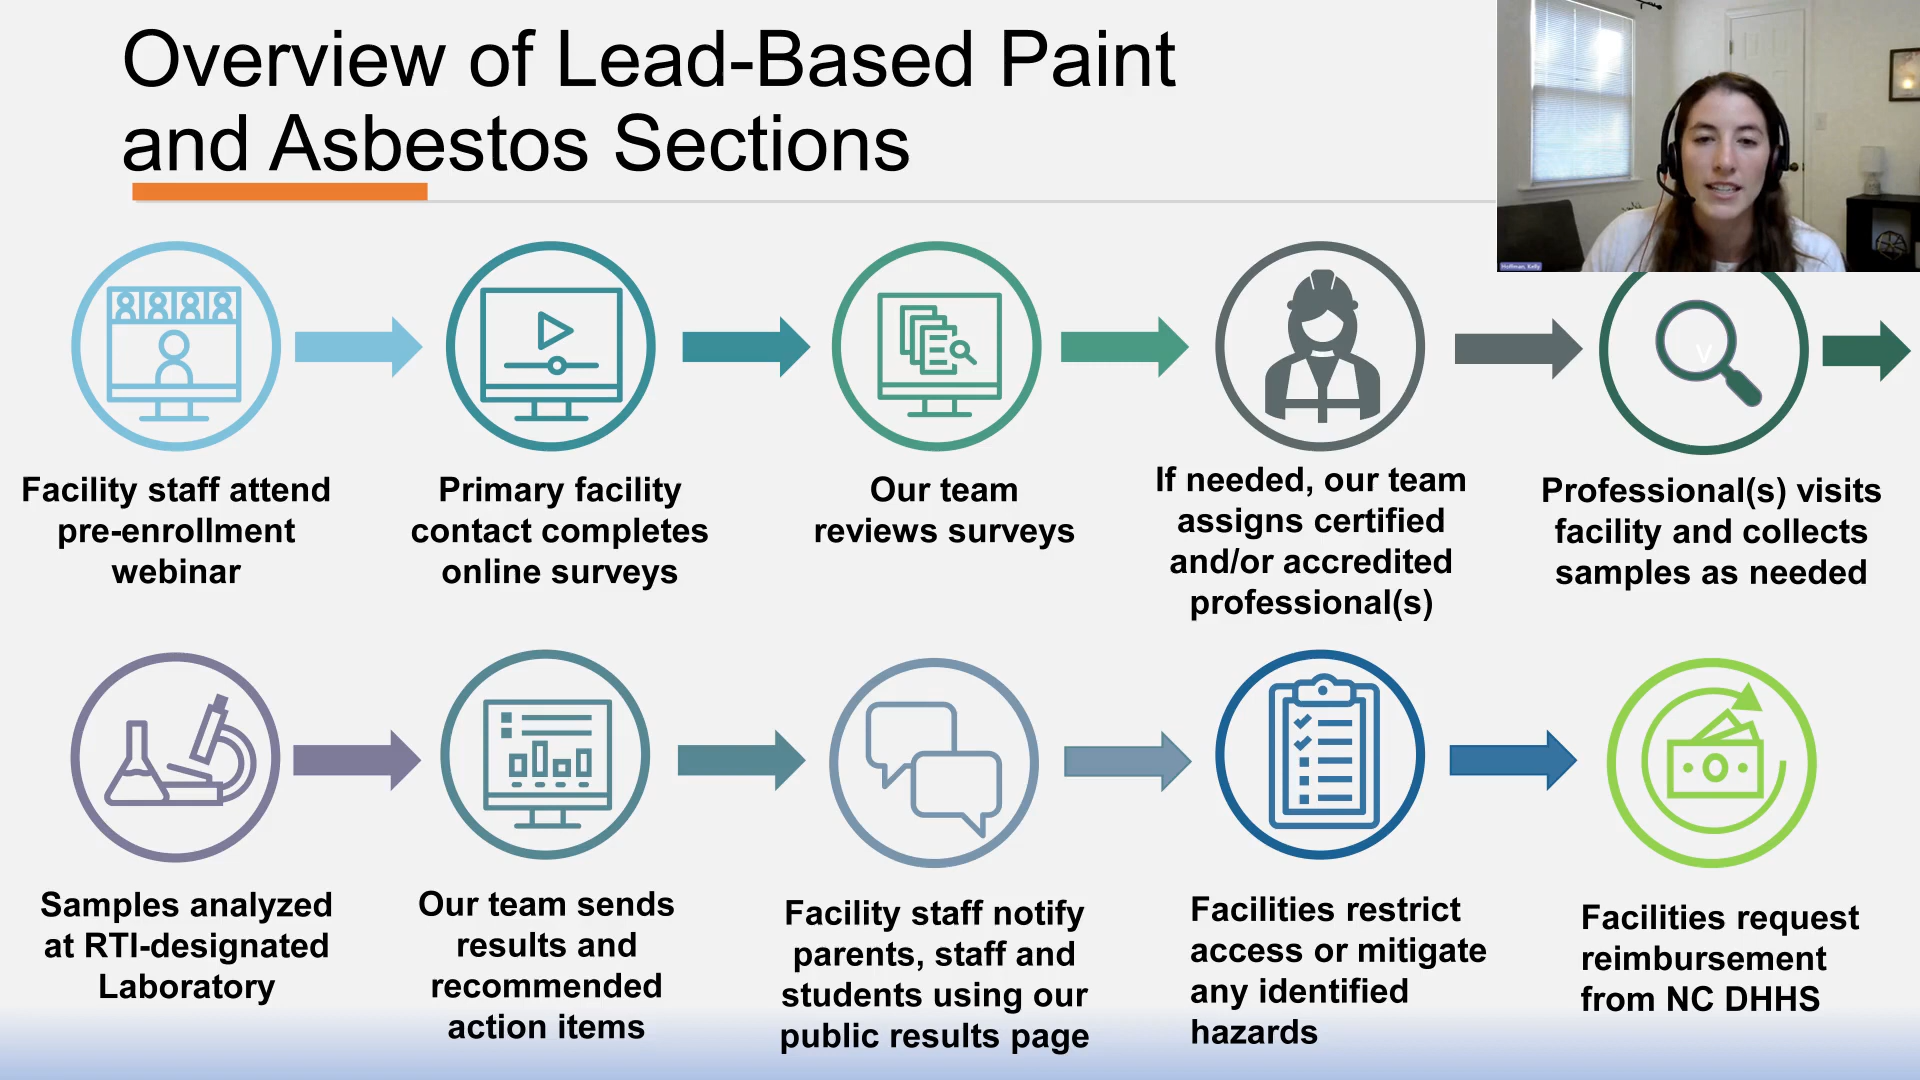 Overview of Lead-Based Paint
and Asbestos Sections
Hoffman, Kelly
V
Facility staff attend
pre-enrollment
webinar
Primary facility
contact completes
online surveys
Our team
reviews surveys
If needed, our team
assigns certified
and/or accredited
professional(s)
Professional(s) visits
facility and collects
samples as needed
Samples analyzed
at RTI-designated
Laboratory
Our team sends
results and
recommended
action items
Facility staff notify
parents, staff and
students using our
public results page
Facilities restrict
access or mitigate
any identified
hazards
Facilities request
reimbursement
from NC DHHS